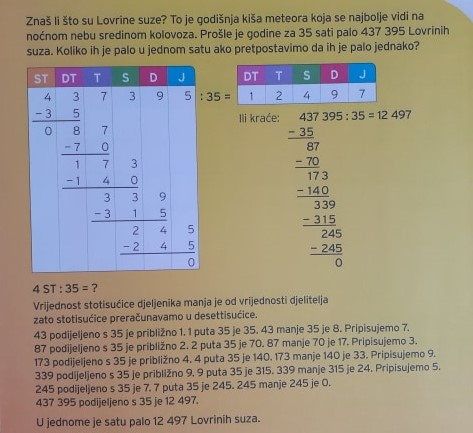 Znaš li što su Lovrine suze? To je godišnja kiša meteora koja se najbolje vidi na
noćnom nebu sredinom kolovoza. Prošle je godine za 35 sati palo 437 395 Lovrinih
suza. Koliko ih je palo u jednom satu ako pretpostavimo da ih je palo jednako?
ST DT T S D J
4 3 7 3 9 5 : 35 =
- 3 5
0 8 7
- 7 0
1 7 3
- 1 4 0
3 3 9
- 3 1 5
2 4 5
- 2 4 5
0
DT T S D J
1 2 4 9 7
Ili kraće: 437 395 : 35 = 12 497
- 35
87
- 70
173
- 140
339
- 315
245
- 245
0
4 ST : 35 = ?
Vrijednost stotisućice djeljenika manja je od vrijednosti djelitelja
zato stotisućice preračunavamo u desettisućice.
43 podijeljeno s 35 je približno 1. 1 puta 35 je 35. 43 manje 35 je 8. Pripisujemo 7.
87 podijeljeno s 35 je približno 2. 2 puta 35 je 70. 87 manje 70 je 17. Pripisujemo 3.
173 podijeljeno s 35 je približno 4. 4 puta 35 je 140. 173 manje 140 je 33. Pripisujemo 9.
339 podijeljeno s 35 je približno 9. 9 puta 35 je 315. 339 manje 315 je 24. Pripisujemo 5.
245 podijeljeno s 35 je 7. 7 puta 35 je 245. 245 manje 245 je 0.
437 395 podijeljeno s 35 je 12 497.
U jednome je satu palo 12 497 Lovrinih suza.